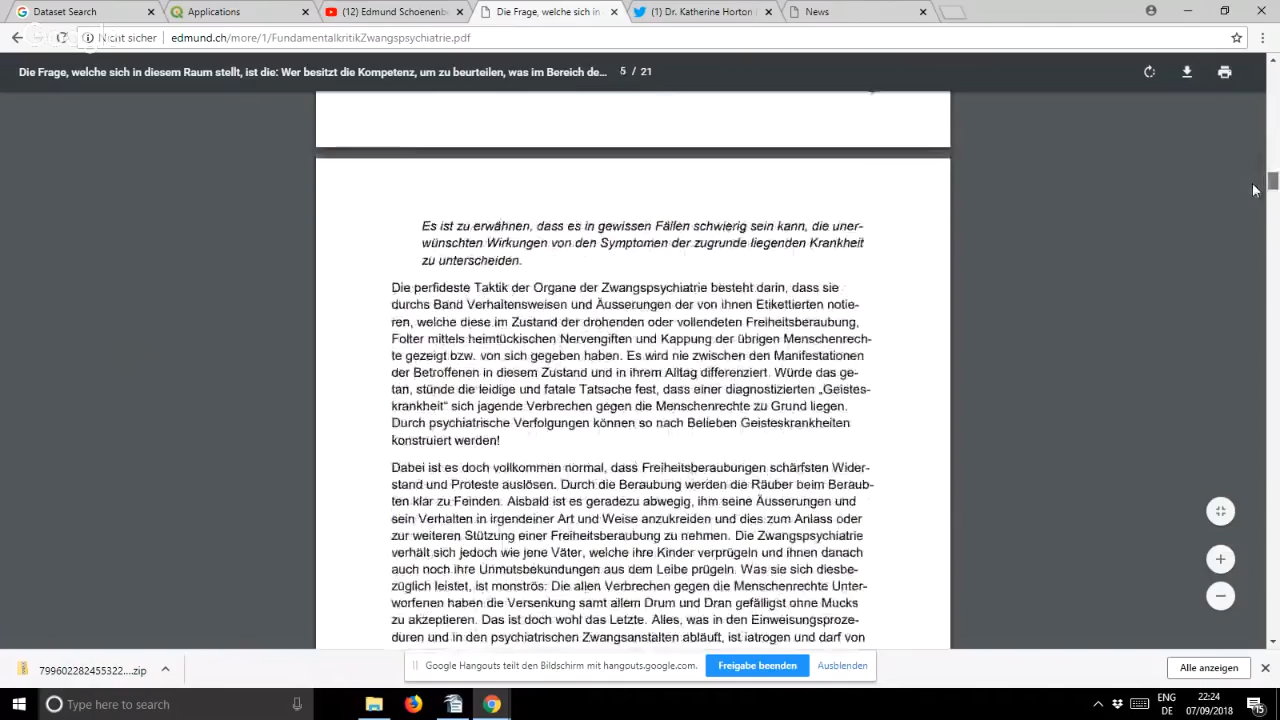 Dataset Search
Applications
(12) Edmund Schoenenb
Die Frage, welche sich in
(1) Dr. Katherine Horton
News
Nicht sicher
edmund.ch/more/1/FundamentalkritikZwangspsychiatrie.pdf
Die Frage, welche sich in diesem Raum stellt, ist die: Wer besitzt die Kompetenz, um zu beurteilen, was im Bereich de...
5 / 21
Es ist zu erwähnen, dass es in gewissen Fällen schwierig sein kann, die uner-
wünschten Wirkungen von den Symptomen der zugrunde liegenden Krankheit
zu unterscheiden.
Die perfideste Taktik der Organe der Zwangspsychiatrie besteht darin, dass sie
durchs Band Verhaltensweisen und Äusserungen der von ihnen Etikettierten notie-
ren, welche diese im Zustand der drohenden oder vollendeten Freiheitsberaubung,
Folter mittels heimtückischen Nervengiften und Kappung der übrigen Menschenrech-
te gezeigt bzw. von sich gegeben haben. Es wird nie zwischen den Manifestationen
der Betroffenen in diesem Zustand und in ihrem Alltag differenziert. Würde das ge-
tan, stünde die leidige und fatale Tatsache fest, dass einer diagnostizierten „Geistes-
krankheit“ sich jagende Verbrechen gegen die Menschenrechte zu Grund liegen.
Durch psychiatrische Verfolgungen können so nach Belieben Geisteskrankheiten
konstruiert werden!
Dabei ist es doch vollkommen normal, dass Freiheitsberaubungen schärfsten Wider-
stand und Proteste auslösen. Durch die Beraubung werden die Räuber beim Beraub-
ten klar zu Feinden. Alsbald ist es geradezu abwegig, ihm seine Äusserungen und
sein Verhalten in irgendeiner Art und Weise anzukreiden und dies zum Anlass oder
zur weiteren Stützung einer Freiheitsberaubung zu nehmen. Die Zwangspsychiatrie
verhält sich jedoch wie jene Väter, welche ihre Kinder verprügeln und ihnen danach
auch noch ihre Unmutsbekundungen aus dem Leibe prügeln. Was sie sich diesbe-
züglich leistet, ist monströs: Die allen Verbrechen gegen die Menschenrechte Unter-
worfenen haben die Versenkung samt allem Drum und Dran gefälligst ohne Mucks
zu akzeptieren. Das ist doch wohl das Letzte. Alles, was in den Einweisungsproze-
duren und in den psychiatrischen Zwangsanstalten abläuft, ist iatrogen und darf von
Google Hangouts teilt den Bildschirm mit hangouts.google.com.
Freigabe beenden
Ausblenden
799602282455322....zip
Alle anzeigen
Type here to search
ENG
DE
22:24
07/09/2018
15